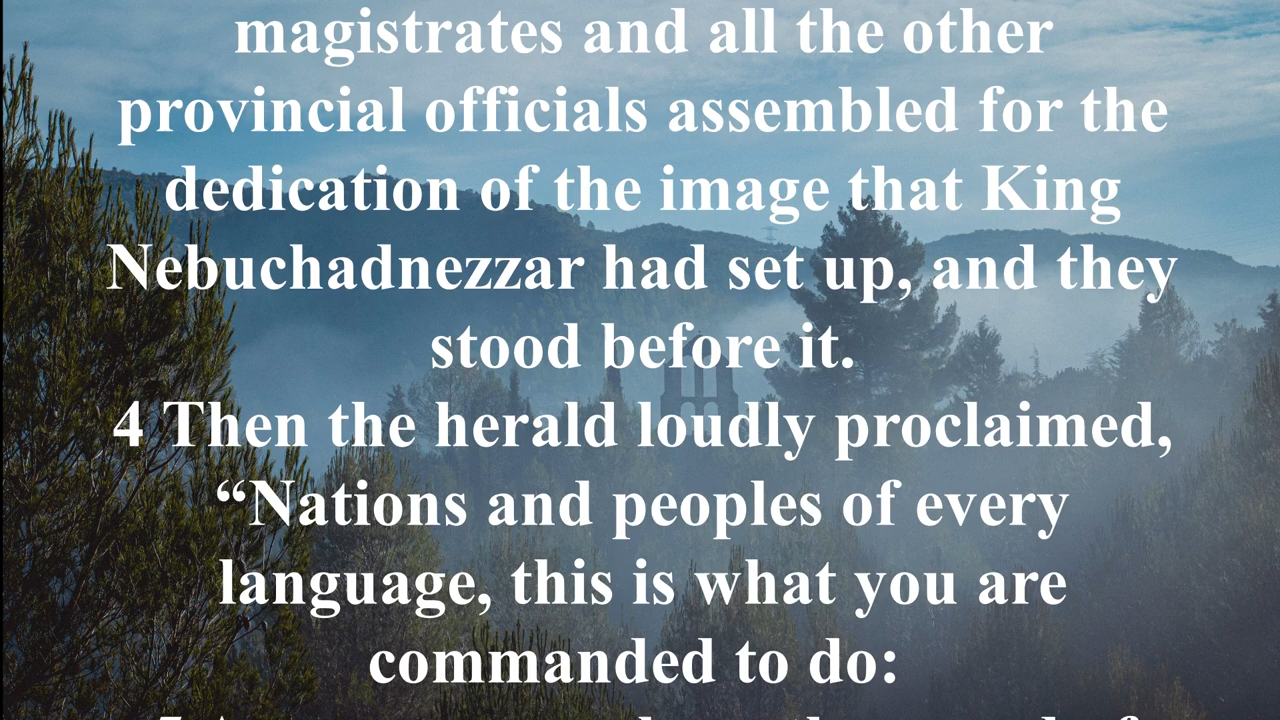 magistrates and all the other
provincial officials assembled for the
dedication of the image that King
Nebuchadnezzar had set up, and they
stood before it.
4 Then the herald loudly proclaimed,
“Nations and peoples of every
language, this is what you are
commanded to do: